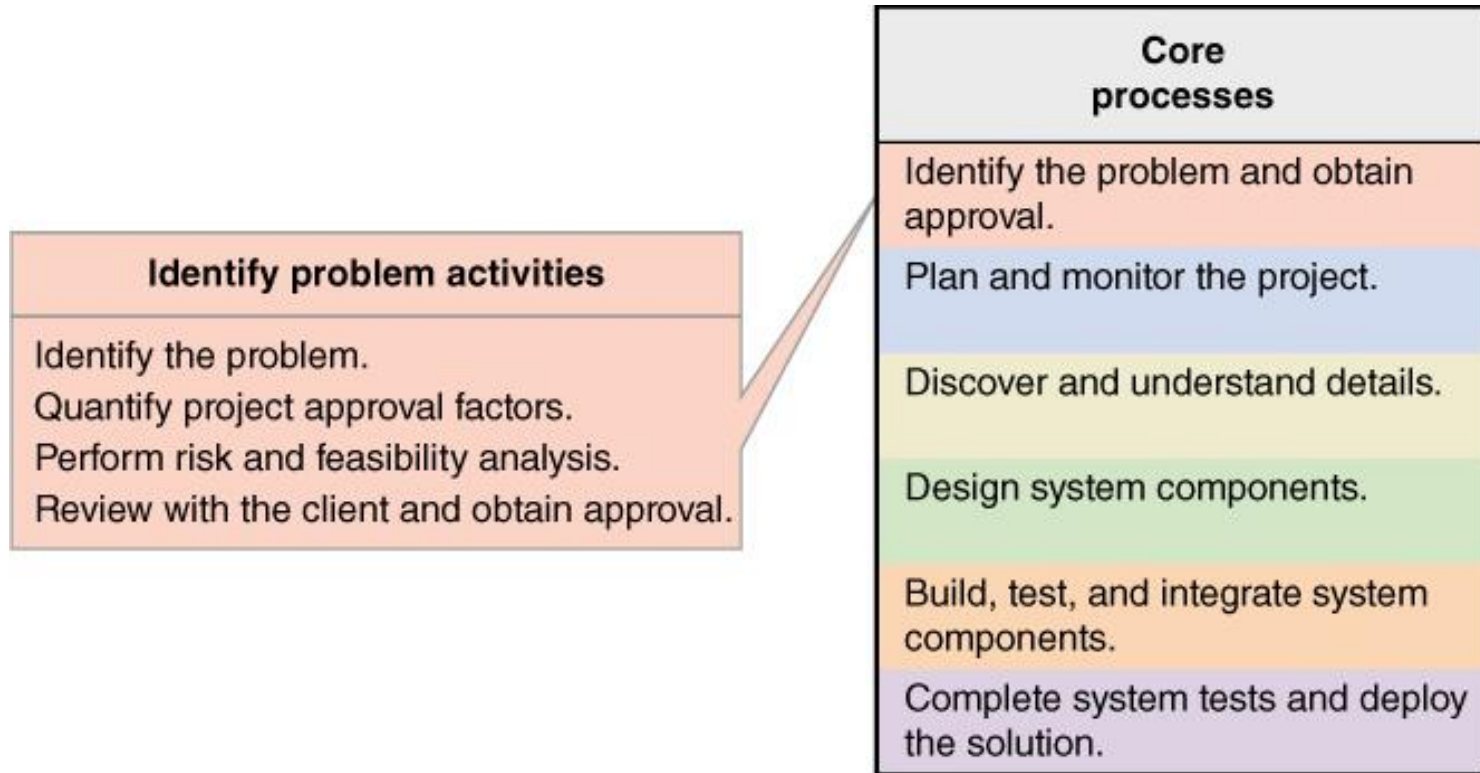 Identify problem activities
Identify the problem.
Quantify project approval factors.
Perform risk and feasibility analysis.
Review with the client and obtain approval.
Core
processes
Identify the problem and obtain
approval.
Plan and monitor the project.
Discover and understand details.
Design system components.
Build, test, and integrate system
components.
Complete system tests and deploy
the solution.